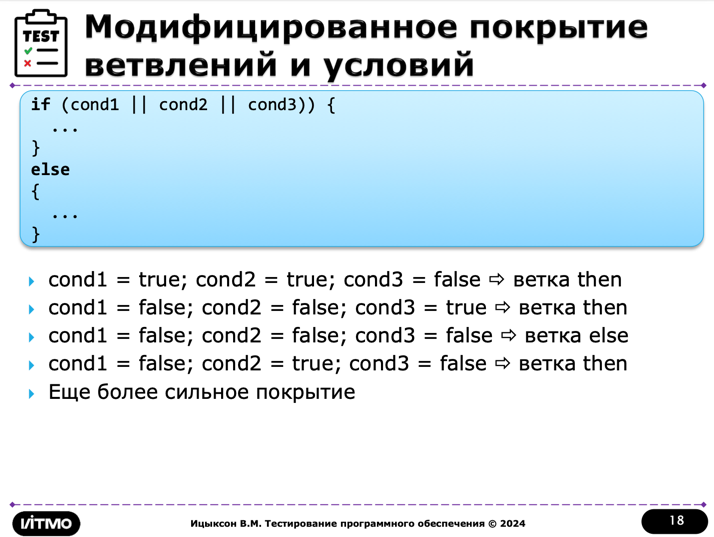 TEST
Модифицированное покрытие
ветвлений и условий
if (cond1 || cond2 || cond3)) {
...
}
else
{
...
}
cond1 = true; cond2 = true; cond3 = false ⇨ ветка then
cond1 = false; cond2 = false; cond3 = true ⇨ ветка then
cond1 = false; cond2 = false; cond3 = false ⇨ ветка else
cond1 = false; cond2 = true; cond3 = false ⇨ ветка then
Еще более сильное покрытие
ИТМО
Ицыксон В.М. Тестирование программного обеспечения © 2024
18